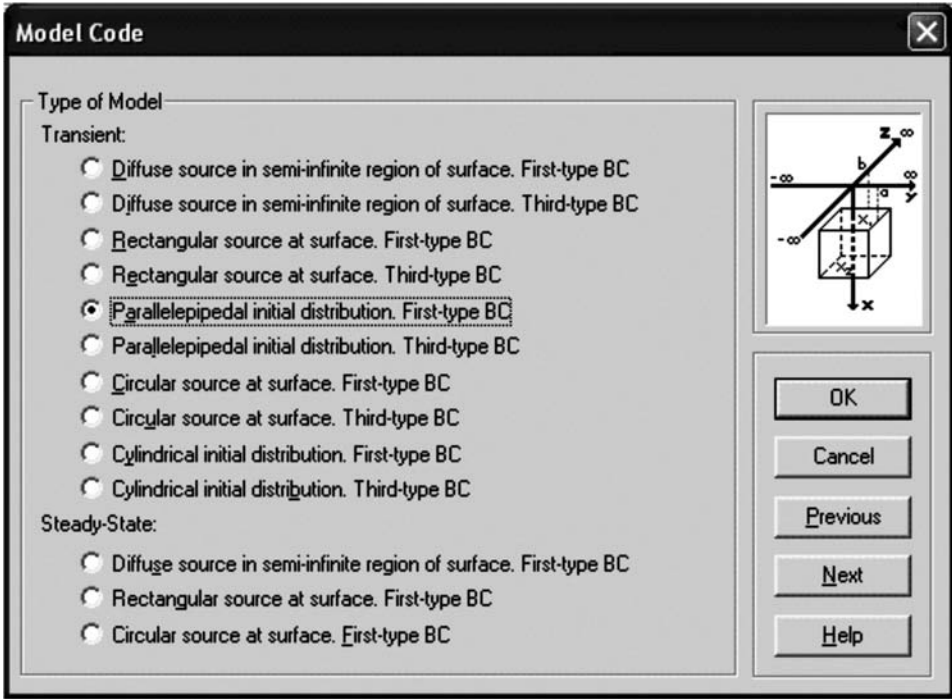 Model Code
Type of Model
Transient:
Diffuse source in semi-infinite region of surface. First-type BC
Diffuse source in semi-infinite region of surface. Third-type BC
Rectangular source at surface. First-type BC
Rectangular source at surface. Third-type BC
Parallelepipedal initial distribution. First-type BC
Parallelepipedal initial distribution. Third-type BC
Circular source at surface. First-type BC
Circular source at surface. Third-type BC
Cylindrical initial distribution. First-type BC
Cylindrical initial distribution. Third-type BC
Steady-State:
Diffuse source in semi-infinite region of surface. First-type BC
Rectangular source at surface. First-type BC
Circular source at surface. First-type BC
z ∞
b
-∞ ∞
a y
x₁
-∞
x₂
x
OK
Cancel
Previous
Next
Help